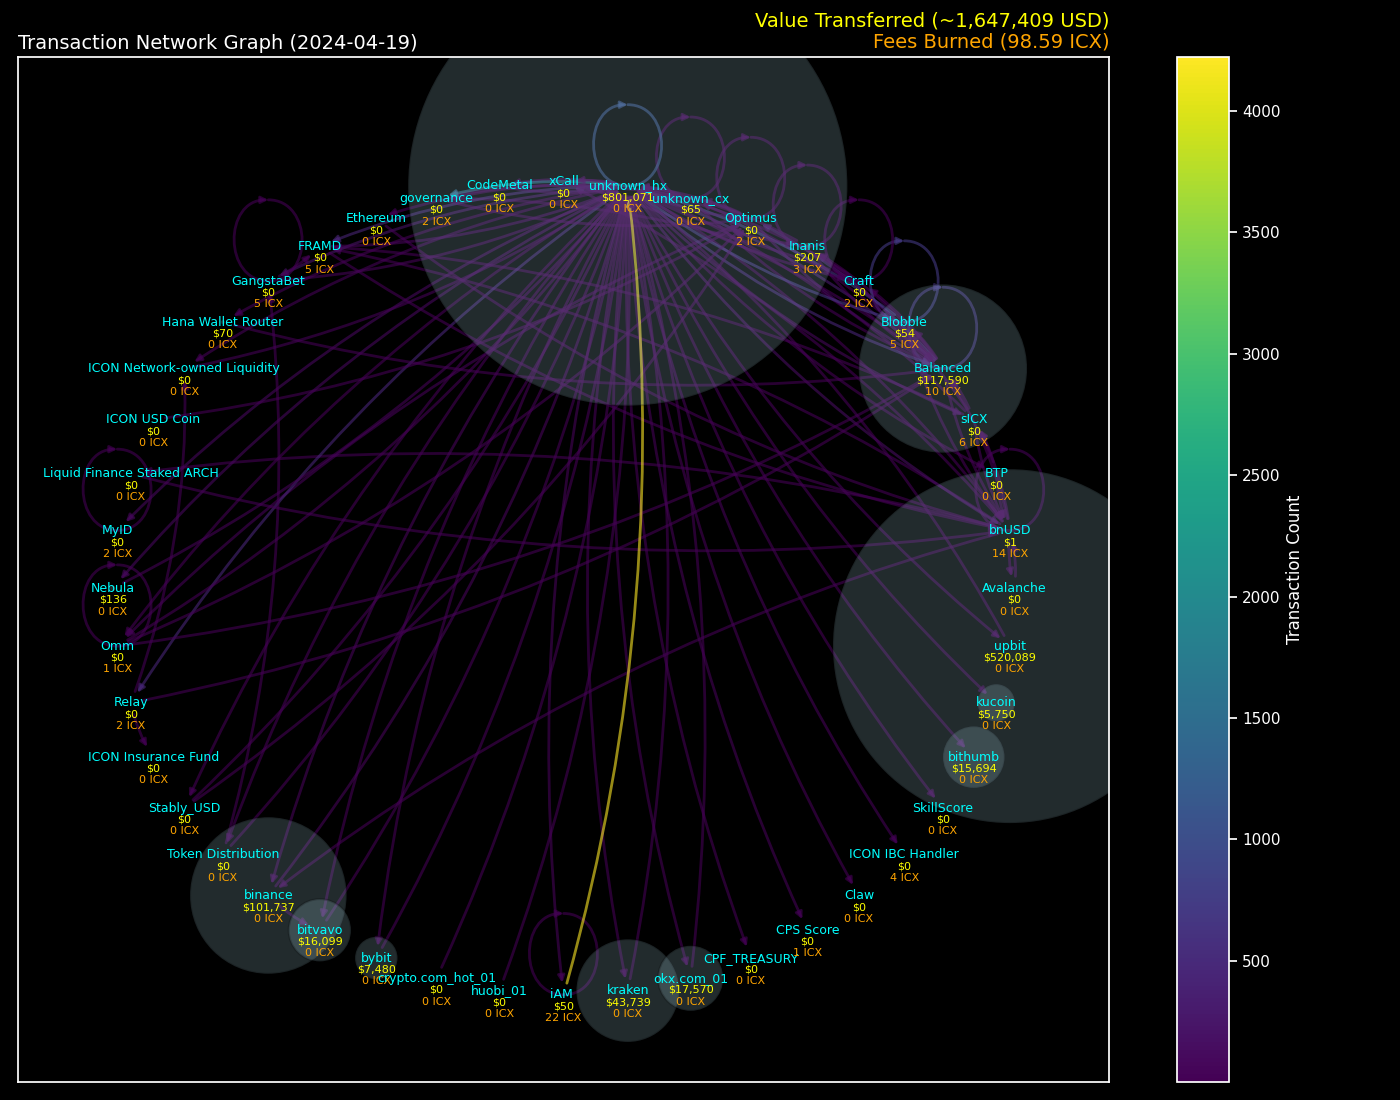 Value Transferred (~1,647,409 USD)
Transaction Network Graph (2024-04-19)
Fees Burned (98.59 ICX)
unknown_hx
$801,071
0 ICX
xCall
$0
0 ICX
CodeMetal
$0
0 ICX
governance
$0
2 ICX
Ethereum
$0
0 ICX
FRAMD
$0
5 ICX
GangstaBet
$0
5 ICX
Hana Wallet Router
$70
0 ICX
ICON Network-owned Liquidity
$0
0 ICX
ICON USD Coin
$0
0 ICX
Liquid Finance Staked ARCH
$0
0 ICX
MyID
$0
2 ICX
Nebula
$136
0 ICX
Omm
$0
1 ICX
Relay
$0
2 ICX
ICON Insurance Fund
$0
0 ICX
Stably_USD
$0
0 ICX
Token Distribution
$0
0 ICX
binance
$101,737
0 ICX
bitvavo
$16,099
0 ICX
bybit
$7,480
0 ICX
crypto.com_hot_01
$0
0 ICX
huobi_01
$0
0 ICX
iAM
$50
22 ICX
kraken
$43,739
0 ICX
okx.com_01
$17,570
0 ICX
CPF_TREASURY
$0
0 ICX
CPS Score
$0
1 ICX
Claw
$0
0 ICX
ICON IBC Handler
$0
4 ICX
SkillScore
$0
0 ICX
bithumb
$15,694
0 ICX
kucoin
$5,750
0 ICX
upbit
$520,089
0 ICX
Avalanche
$0
0 ICX
bnUSD
$1
14 ICX
BTP
$0
0 ICX
sICX
$0
6 ICX
Balanced
$117,590
10 ICX
Blobble
$54
5 ICX
Craft
$0
2 ICX
Inanis
$207
3 ICX
Optimus
$0
2 ICX
unknown_cx
$65
0 ICX
4000
3500
3000
2500
2000
1500
1000
500
Transaction Count